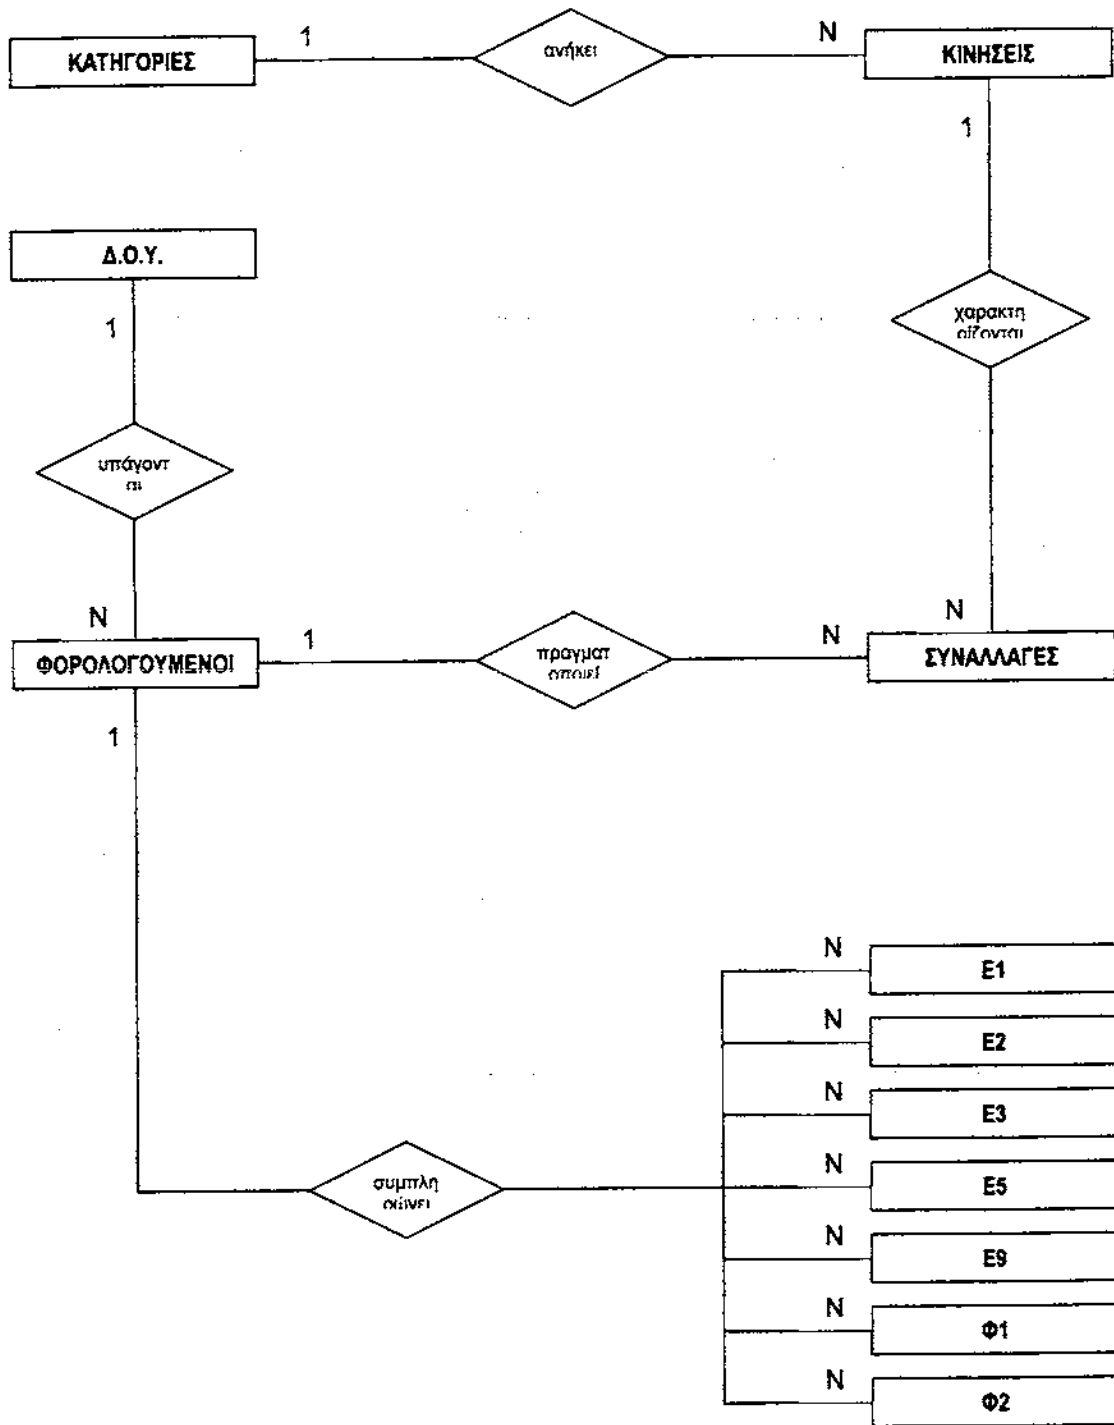 ΚΑΤΗΓΟΡΙΕΣ 1 ανήκει N ΚΙΝΗΣΕΙΣ
1
Δ.Ο.Υ.
1
χαρακτη
ρίζονται
υπάγοντ
αι
N
N
ΦΟΡΟΛΟΓΟΥΜΕΝΟΙ 1 πραγματ
οποιεί N ΣΥΝΑΛΛΑΓΕΣ
1
N E1
N E2
N E3
συμπλη
ρώνει
N E5
N E9
N Φ1
N Φ2